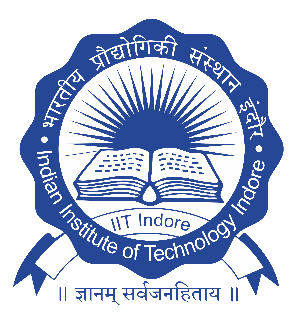 • भारतीय प्रौद्योगिकी संस्थान इंदौर •
Indian Institute of Technology Indore
IIT Indore
॥ ज्ञानम् सर्वजनहिताय ॥